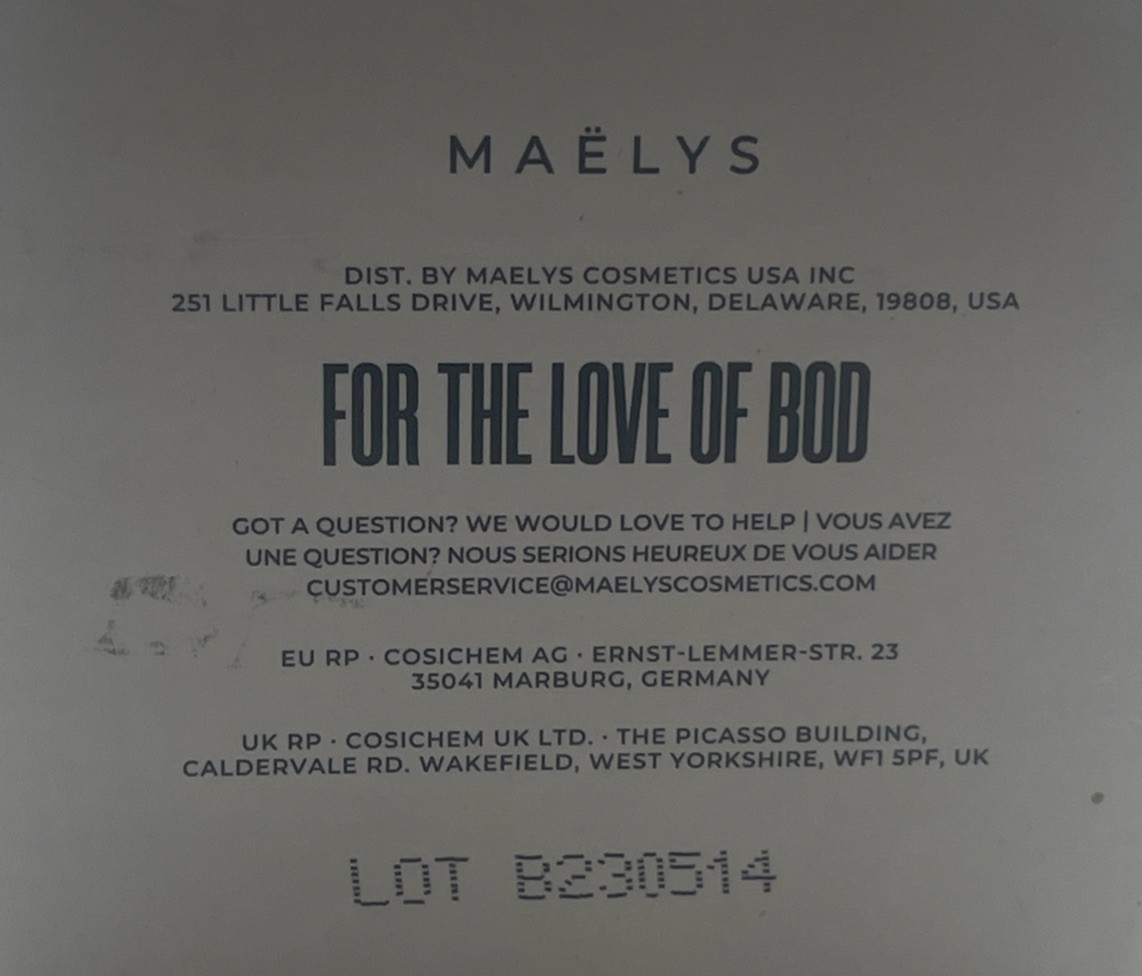 MAËLYS
DIST. BY MAELYS COSMETICS USA INC
251 LITTLE FALLS DRIVE, WILMINGTON, DELAWARE, 19808, USA
FOR THE LOVE OF BOD
GOT A QUESTION? WE WOULD LOVE TO HELP | VOUS AVEZ
UNE QUESTION? NOUS SERIONS HEUREUX DE VOUS AIDER
CUSTOMERSERVICE@MAELYSCOSMETICS.COM
EU RP · COSICHEM AG · ERNST-LEMMER-STR. 23
35041 MARBURG, GERMANY
UK RP · COSICHEM UK LTD. · THE PICASSO BUILDING,
CALDERVALE RD. WAKEFIELD, WEST YORKSHIRE, WF1 5PF, UK
LOT B230514